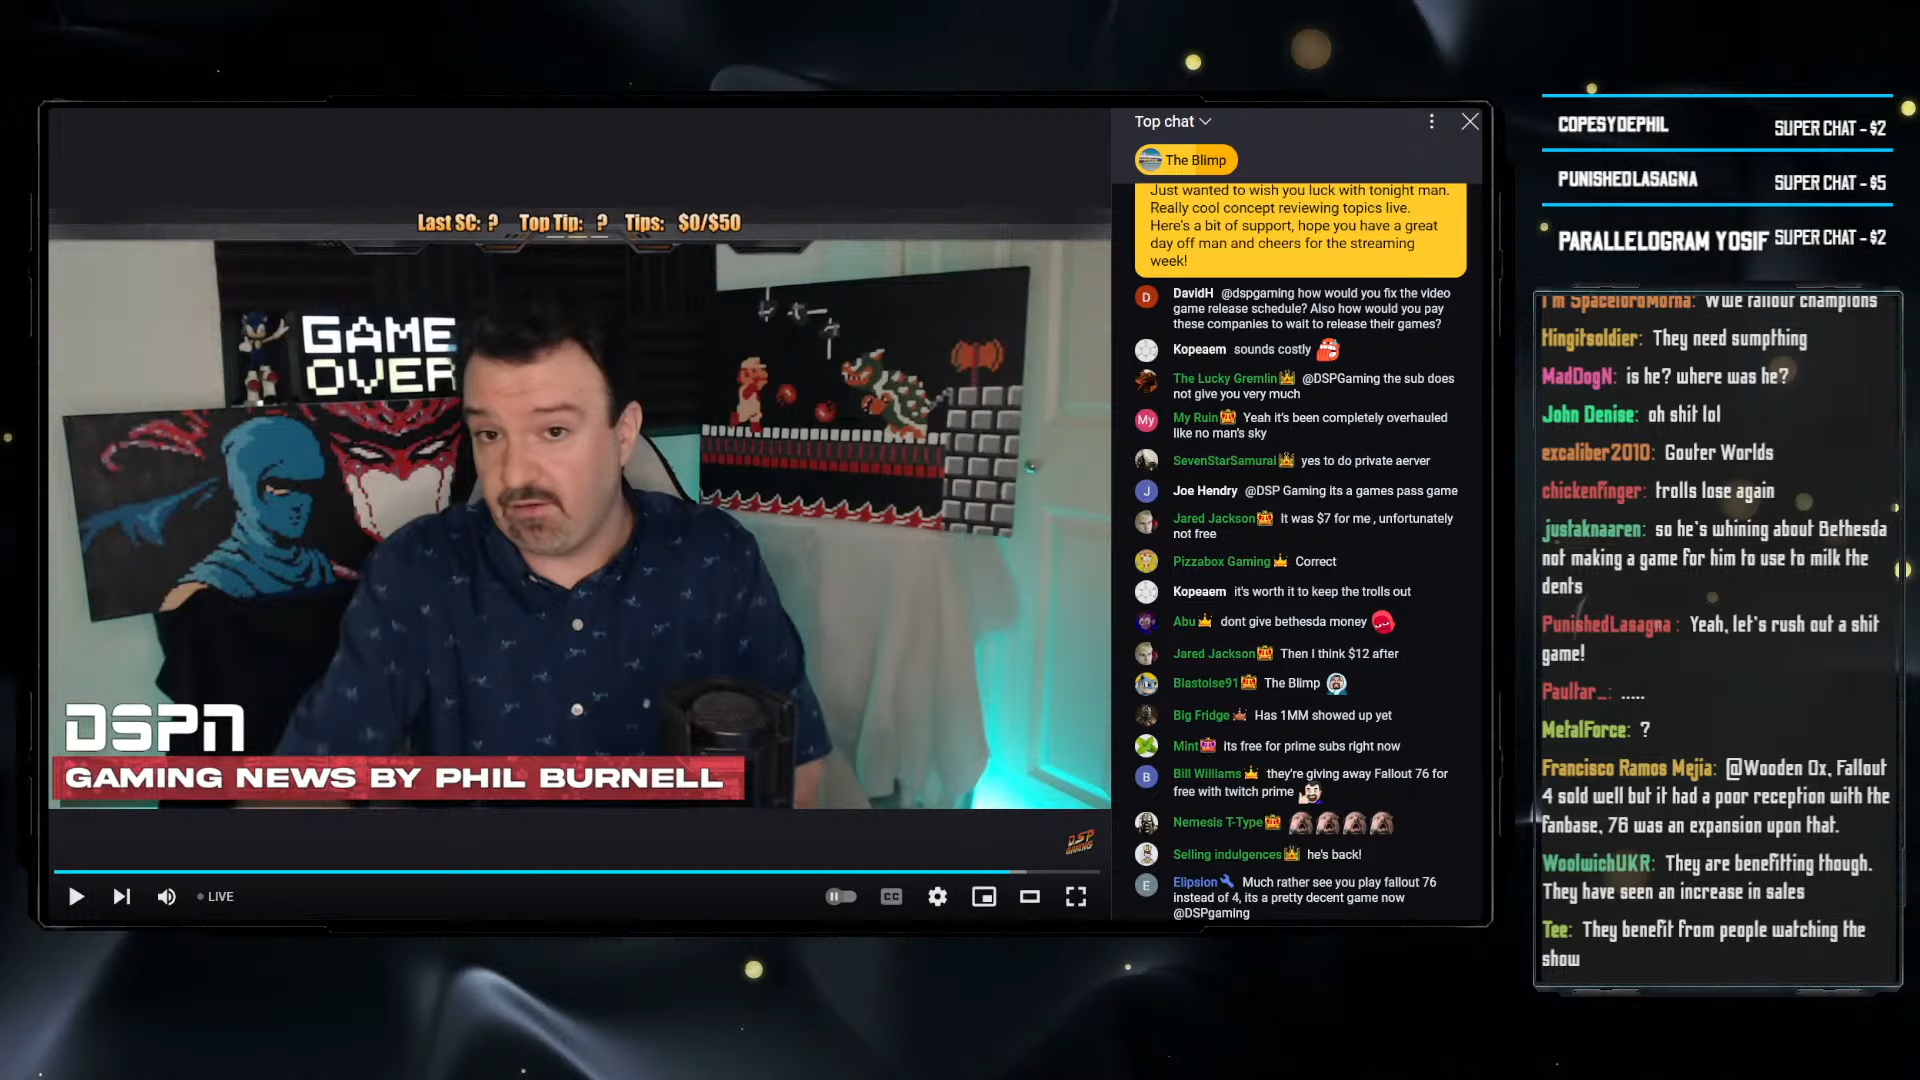 Last SC: ? Top Tip: ? Tips: $0/$50
GAME
OVER
DSPN
GAMING NEWS BY PHIL BURNELL
DSP
GAMING
LIVE
CC
Top chat
The Blimp
Just wanted to wish you luck with tonight man.
Really cool concept reviewing topics live.
Here's a bit of support, hope you have a great
day off man and cheers for the streaming
week!
D
DavidH @dspgaming how would you fix the video
game release schedule? Also how would you pay
these companies to wait to release their games?
Kopeaem sounds costly
The Lucky Gremlin @DSPGaming the sub does
not give you very much
My
My Ruin Yeah it's been completely overhauled
like no man's sky
SevenStarSamurai yes to do private aerver
J
Joe Hendry @DSP Gaming its a games pass game
Jared Jackson It was $7 for me , unfortunately
not free
Pizzabox Gaming Correct
Kopeaem it's worth it to keep the trolls out
Abu dont give bethesda money
Jared Jackson Then I think $12 after
Blastoise91 The Blimp
Big Fridge Has 1MM showed up yet
Mint Its free for prime subs right now
B
Bill Williams they're giving away Fallout 76 for
free with twitch prime
Nemesis T-Type
Selling indulgences he's back!
E
Elipsion Much rather see you play fallout 76
instead of 4, its a pretty decent game now
@DSPgaming
COPESYDEPHIL SUPER CHAT - $2
PUNISHEDLASAGNA SUPER CHAT - $5
PARALLELOGRAM YOSIF SUPER CHAT - $2
I'm SpacelordMorna: Wwe fallout champions
Hingitsoldier: They need sumpthing
MadDogN: is he? where was he?
John Denise: oh shit lol
excaliber2010: Gouter Worlds
chickenfinger: trolls lose again
justaknaaren: so he's whining about Bethesda
not making a game for him to use to milk the
dents
PunishedLasagna : Yeah, let's rush out a shit
game!
Paultar_: .....
MetalForce: ?
Francisco Ramos Mejía: @Wooden Ox, Fallout
4 sold well but it had a poor reception with the
fanbase, 76 was an expansion upon that.
WoolwichUKR: They are benefitting though.
They have seen an increase in sales
Tee: They benefit from people watching the
show